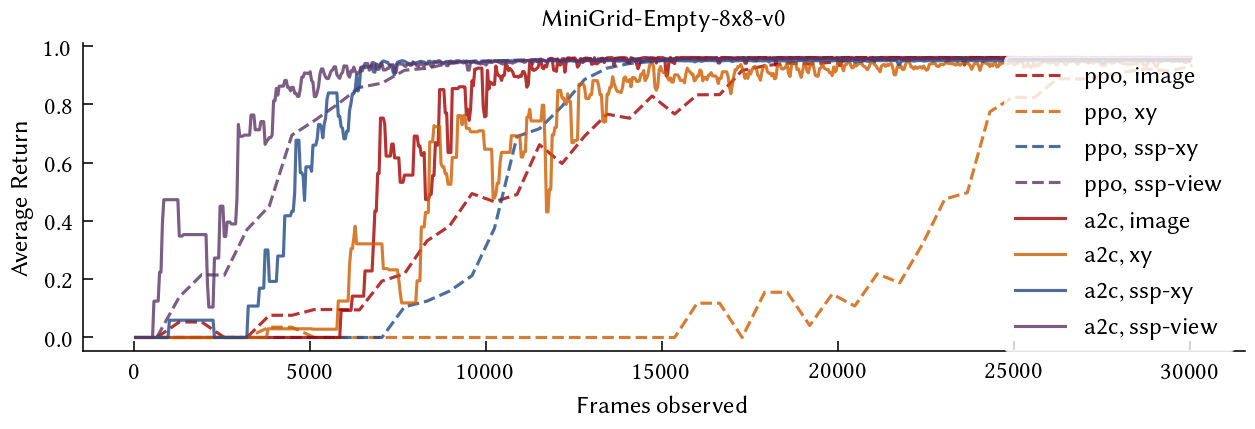 MiniGrid-Empty-8x8-v0
Average Return
1.0
0.8
0.6
0.4
0.2
0.0
0 5000 10000 15000 20000 25000 30000
Frames observed
ppo, image
ppo, xy
ppo, ssp-xy
ppo, ssp-view
a2c, image
a2c, xy
a2c, ssp-xy
a2c, ssp-view